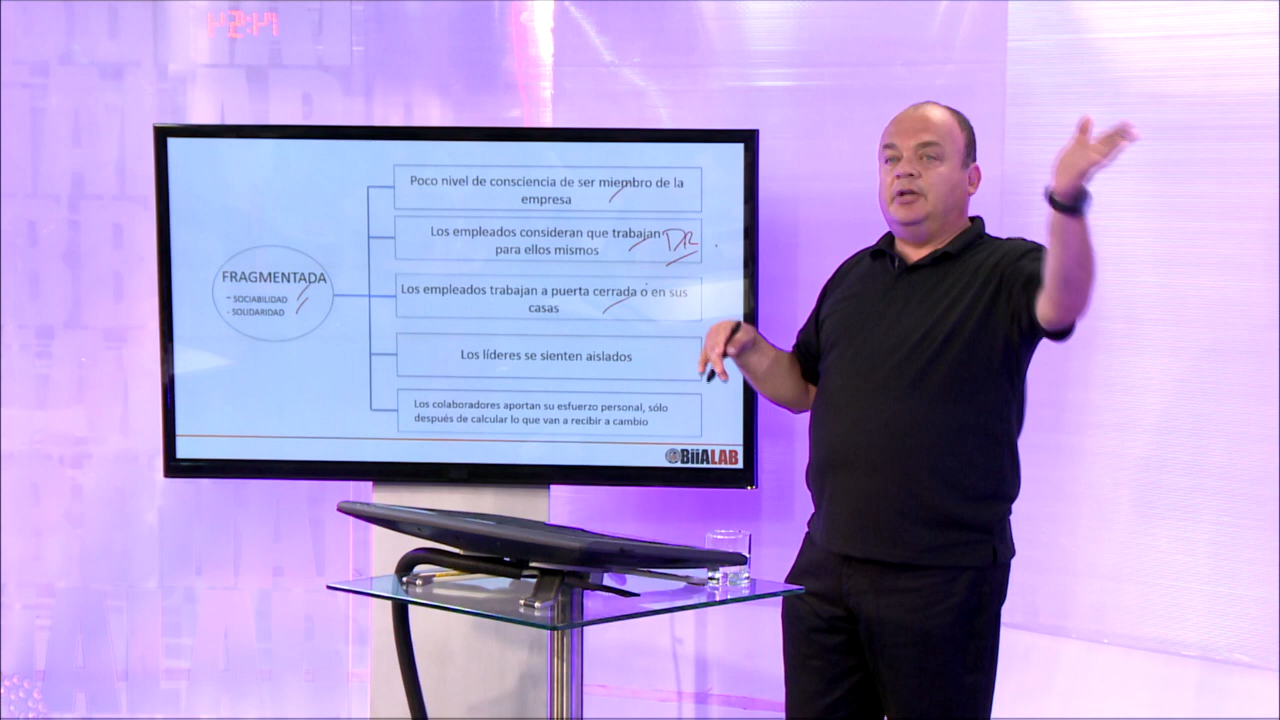 FRAGMENTADA
- SOCIABILIDAD
- SOLIDARIDAD
Poco nivel de consciencia de ser miembro de la
empresa
Los empleados consideran que trabajan
para ellos mismos
DR
Los empleados trabajan a puerta cerrada o en sus
casas
Los líderes se sienten aislados
Los colaboradores aportan su esfuerzo personal, sólo
después de calcular lo que van a recibir a cambio
BiiALAB